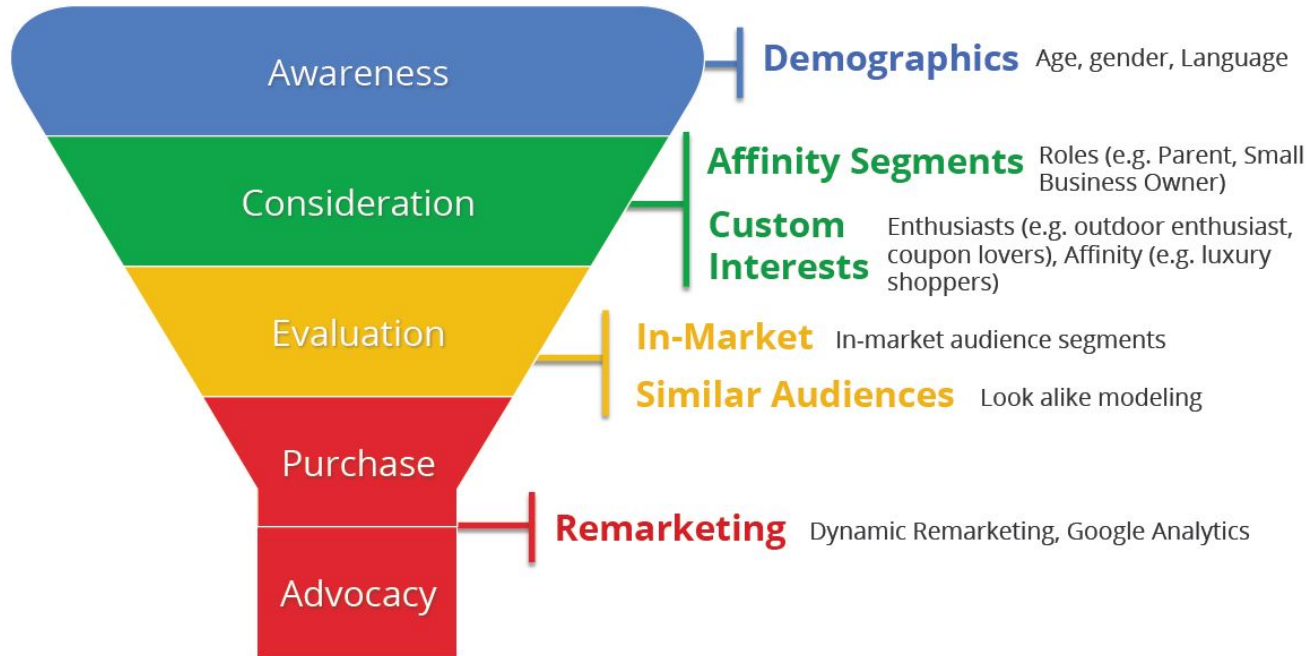 Awareness
Demographics Age, gender, Language
Consideration
Affinity Segments Roles (e.g. Parent, Small
Business Owner)
Custom
Interests
Enthusiasts (e.g. outdoor enthusiast,
coupon lovers), Affinity (e.g. luxury
shoppers)
Evaluation
In-Market In-market audience segments
Similar Audiences Look alike modeling
Purchase
Remarketing Dynamic Remarketing, Google Analytics
Advocacy